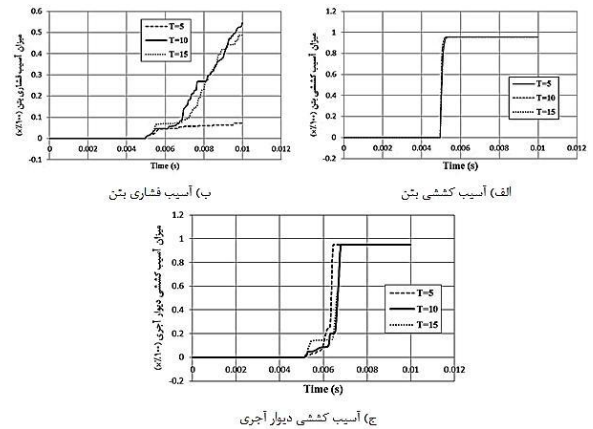 میزان آسیب فشاری بتن (۱۰۰٪×)
0.6
0.5
0.4
0.3
0.2
0.1
0
-0.1
T=5
T=10
T=15
0 0.002 0.004 0.006 0.008 0.01 0.012
Time (s)
ب) آسیب فشاری بتن
میزان آسیب کششی بتن (۱۰۰٪×)
1.2
1
0.8
0.6
0.4
0.2
0
-0.2
T=5
T=10
T=15
0 0.002 0.004 0.006 0.008 0.01 0.012
Time (s)
الف) آسیب کششی بتن
میزان آسیب کششی دیوار آجری (۱۰۰٪×)
1.2
1
0.8
0.6
0.4
0.2
0
-0.2
T=5
T=10
T=15
0 0.002 0.004 0.006 0.008 0.01 0.012
Time (s)
ج) آسیب کششی دیوار آجری